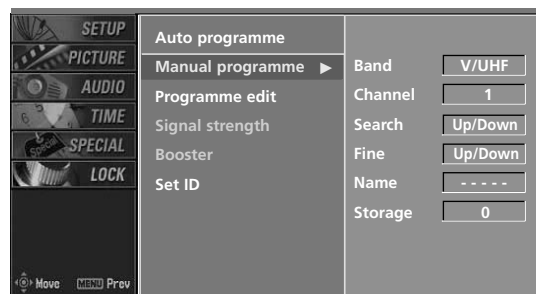 SETUP
PICTURE
AUDIO
TIME
SPECIAL
Special
LOCK
Move MENU Prev
Auto programme
Manual programme ▶
Programme edit
Signal strength
Booster
Set ID
Band V/UHF
Channel 1
Search Up/Down
Fine Up/Down
Name - - - - -
Storage 0